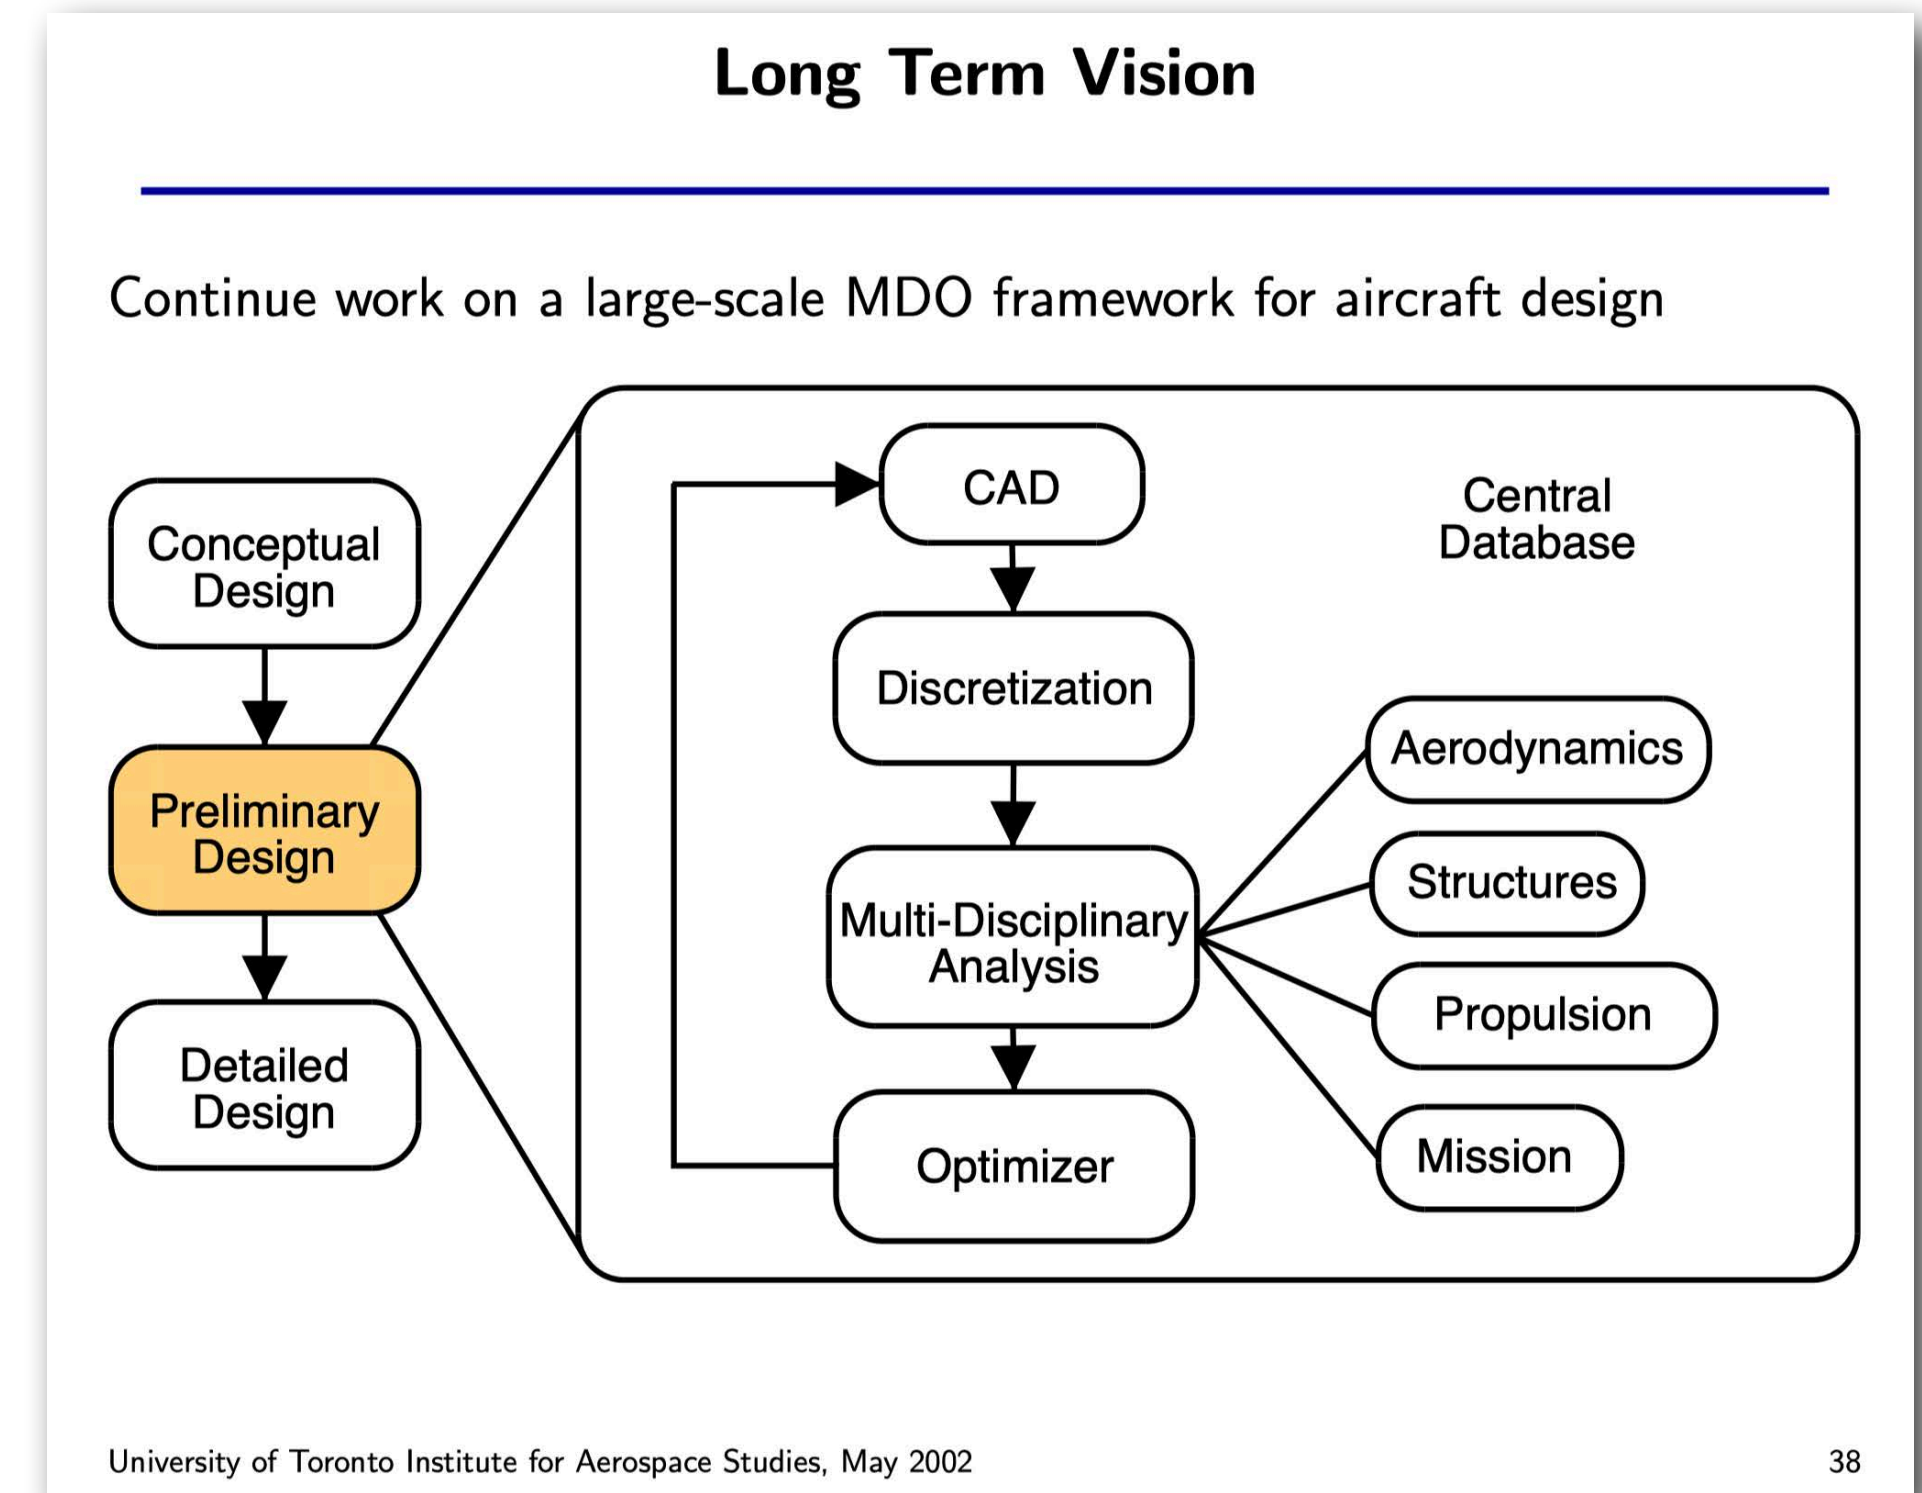 Long Term Vision
Continue work on a large-scale MDO framework for aircraft design
Conceptual
Design
Preliminary
Design
Detailed
Design
CAD
Discretization
Multi-Disciplinary
Analysis
Optimizer
Central
Database
Aerodynamics
Structures
Propulsion
Mission
University of Toronto Institute for Aerospace Studies, May 2002
38